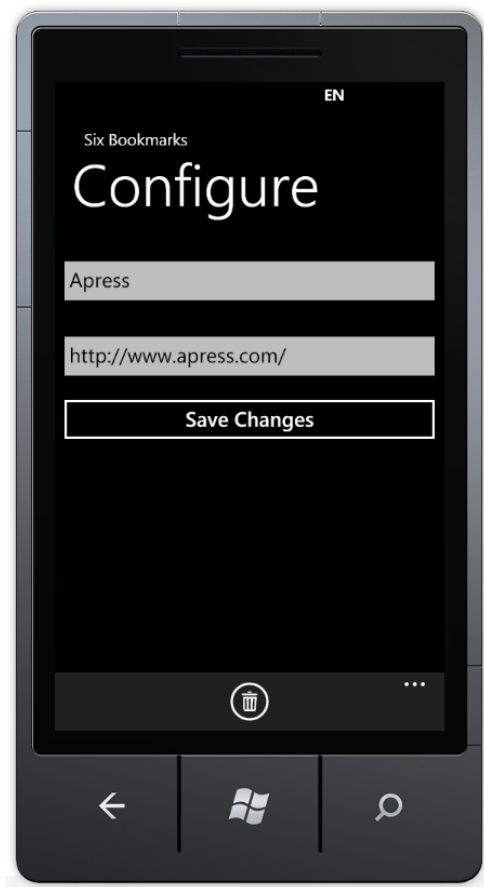 EN
Six Bookmarks
Configure
Apress
http://www.apress.com/
Save Changes